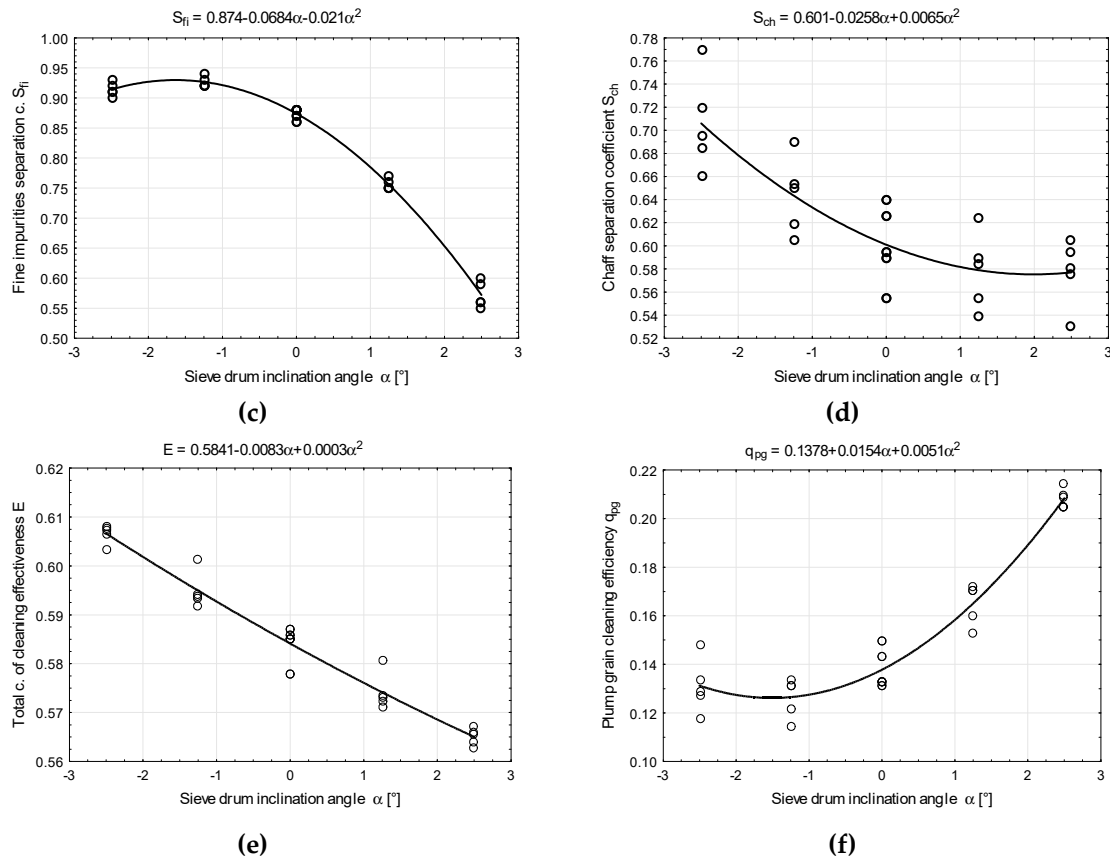 S_fi = 0.874-0.0684α-0.021α²
Fine impurities separation c. S_fi
1.00
0.95
0.90
0.85
0.80
0.75
0.70
0.65
0.60
0.55
0.50
-3 -2 -1 0 1 2 3
Sieve drum inclination angle α [°]
(c)
S_ch = 0.601-0.0258α+0.0065α²
Chaff separation coefficient S_ch
0.78
0.76
0.72
0.70
0.66
0.64
0.60
0.58
0.54
0.52
-3 -2 -1 0 1 2 3
Sieve drum inclination angle α [°]
(d)
E = 0.5841-0.0083α+0.0003α²
Total c. of cleaning effectiveness E
0.62
0.61
0.60
0.59
0.58
0.57
0.56
-3 -2 -1 0 1 2 3
Sieve drum inclination angle α [°]
(e)
q_pg = 0.1378+0.0154α+0.0051α²
Plump grain cleaning efficiency q_pg
0.22
0.20
0.18
0.16
0.14
0.12
0.10
-3 -2 -1 0 1 2 3
Sieve drum inclination angle α [°]
(f)